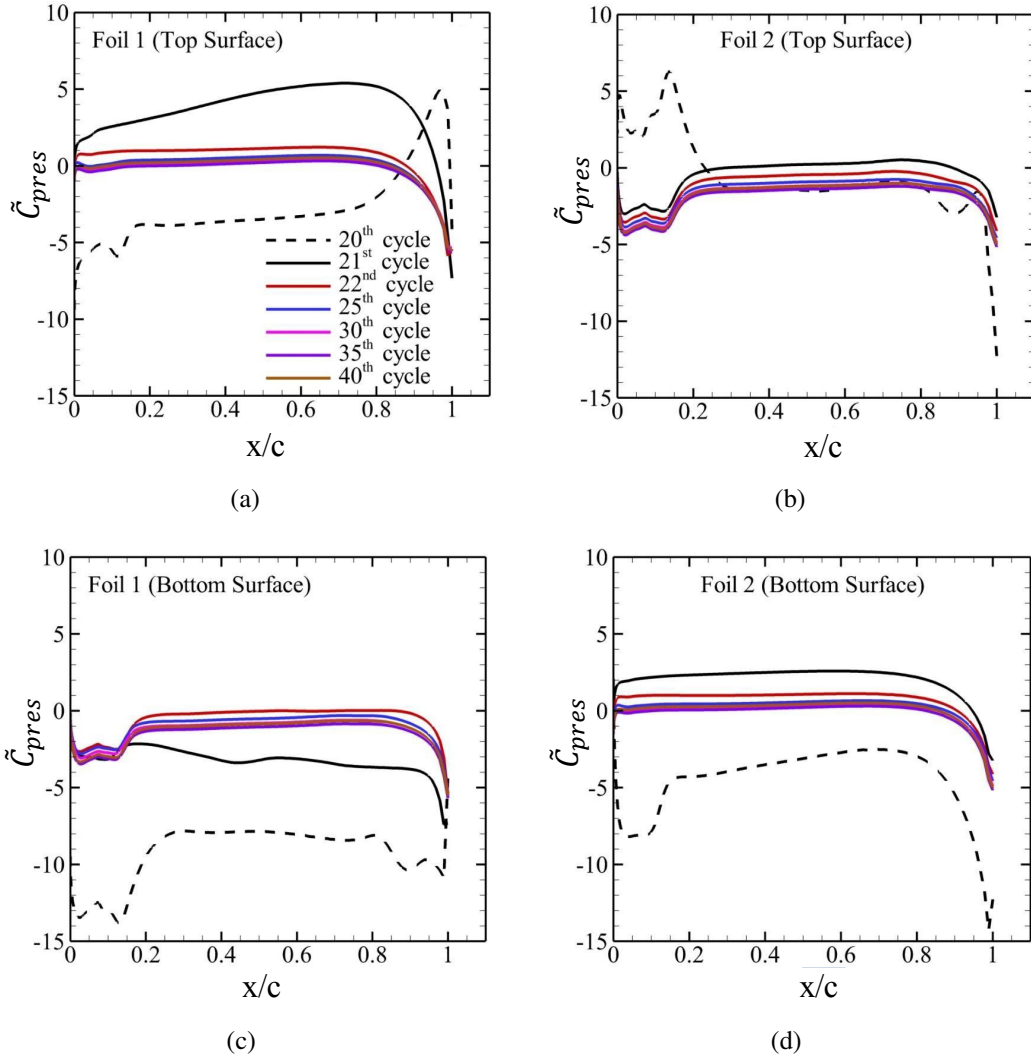 10
Foil 1 (Top Surface)
5
0
-5
-10
-15
C̃pres
20th cycle
21st cycle
22nd cycle
25th cycle
30th cycle
35th cycle
40th cycle
0 0.2 0.4 0.6 0.8 1
x/c
(a)
10
Foil 2 (Top Surface)
5
0
-5
-10
-15
C̃pres
0 0.2 0.4 0.6 0.8 1
x/c
(b)
10
Foil 1 (Bottom Surface)
5
0
-5
-10
-15
C̃pres
0 0.2 0.4 0.6 0.8 1
x/c
(c)
10
Foil 2 (Bottom Surface)
5
0
-5
-10
-15
C̃pres
0 0.2 0.4 0.6 0.8 1
x/c
(d)